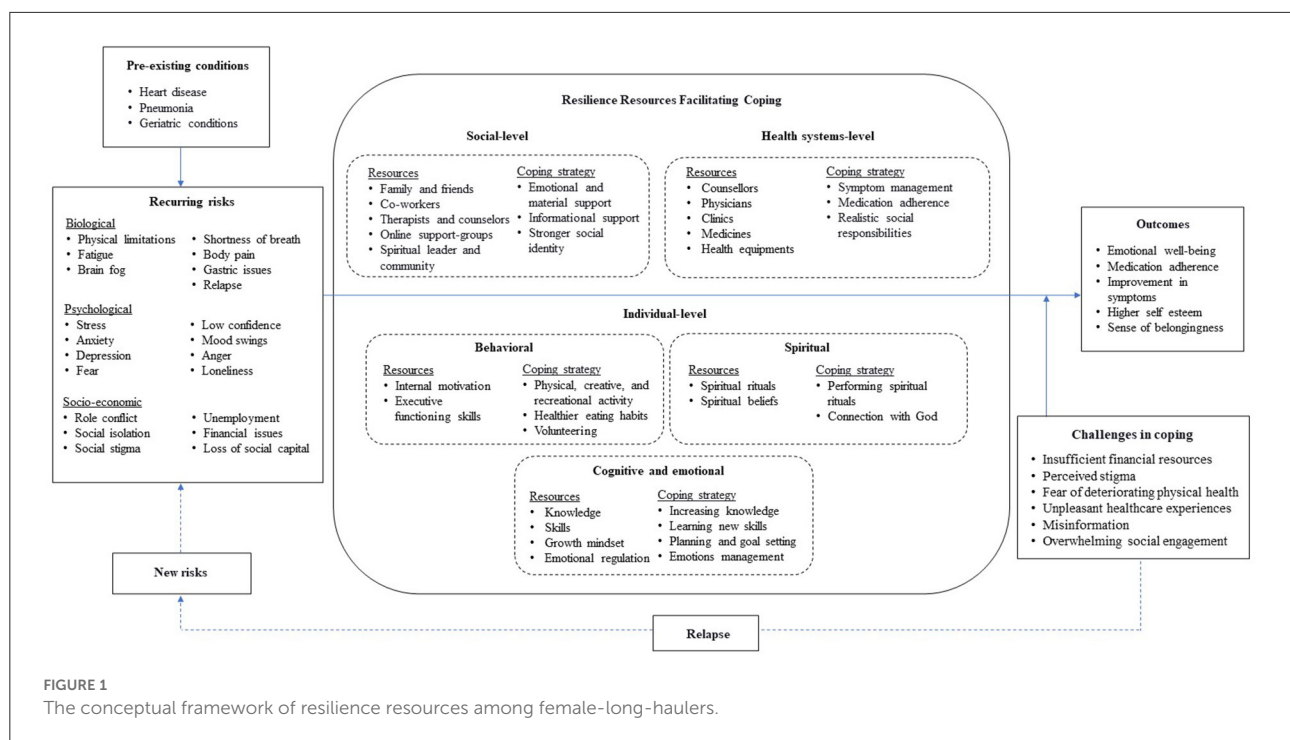 Pre-existing conditions
• Heart disease
• Pneumonia
• Geriatric conditions
Recurring risks
Biological
• Physical limitations
• Fatigue
• Brain fog
• Shortness of breath
• Body pain
• Gastric issues
• Relapse
Psychological
• Stress
• Anxiety
• Depression
• Fear
• Low confidence
• Mood swings
• Anger
• Loneliness
Socio-economic
• Role conflict
• Social isolation
• Social stigma
• Unemployment
• Financial issues
• Loss of social capital
New risks
Resilience Resources Facilitating Coping
Social-level
Resources
• Family and friends
• Co-workers
• Therapists and counselors
• Online support-groups
• Spiritual leader and
community
Coping strategy
• Emotional and
material support
• Informational support
• Stronger social
identity
Health systems-level
Resources
• Counsellors
• Physicians
• Clinics
• Medicines
• Health equipments
Coping strategy
• Symptom management
• Medication adherence
• Realistic social
responsibilities
Individual-level
Behavioral
Resources
• Internal motivation
• Executive
functioning skills
Coping strategy
• Physical, creative, and
recreational activity
• Healthier eating habits
• Volunteering
Spiritual
Resources
• Spiritual rituals
• Spiritual beliefs
Coping strategy
• Performing spiritual
rituals
• Connection with God
Cognitive and emotional
Resources
• Knowledge
• Skills
• Growth mindset
• Emotional regulation
Coping strategy
• Increasing knowledge
• Learning new skills
• Planning and goal setting
• Emotions management
Outcomes
• Emotional well-being
• Medication adherence
• Improvement in
symptoms
• Higher self esteem
• Sense of belongingness
Challenges in coping
• Insufficient financial resources
• Perceived stigma
• Fear of deteriorating physical health
• Unpleasant healthcare experiences
• Misinformation
• Overwhelming social engagement
Relapse
FIGURE 1
The conceptual framework of resilience resources among female-long-haulers.